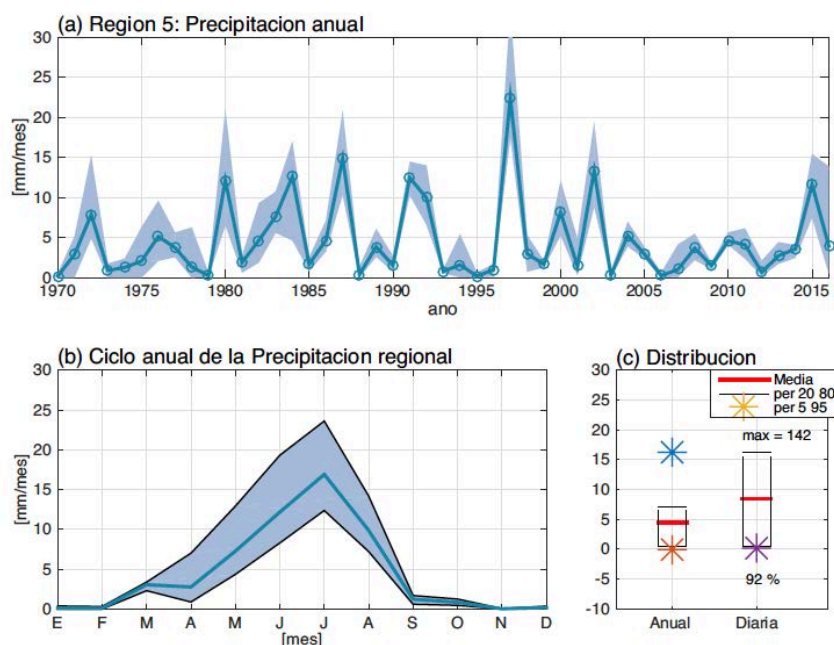 (a) Region 5: Precipitacion anual
30
25
20
15
10
5
0
[mm/mes]
1970 1975 1980 1985 1990 1995 2000 2005 2010 2015
ano
(b) Ciclo anual de la Precipitacion regional
30
25
20
15
10
5
0
[mm/mes]
E F M A M J J A S O N D
[mes]
(c) Distribucion
30
25
20
15
10
5
0
-5
-10
Media
per 20 80
per 5 95
max = 142
92 %
Anual Diaria